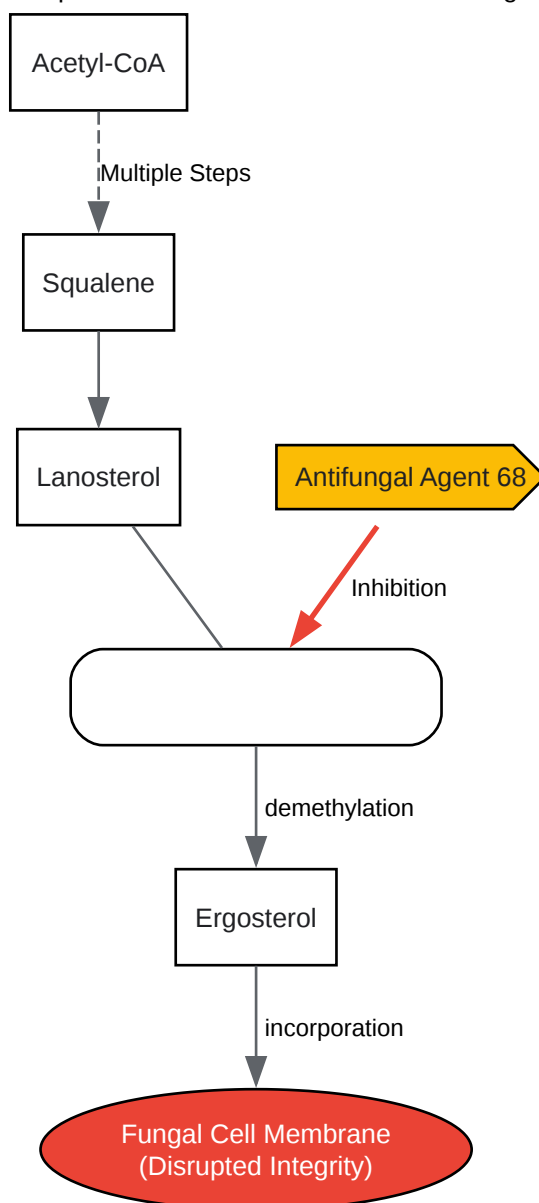 Acetyl-CoA
Multiple Steps
Squalene
Lanosterol
Antifungal Agent 68
Inhibition
demethylation
Ergosterol
incorporation
Fungal Cell Membrane
(Disrupted Integrity)